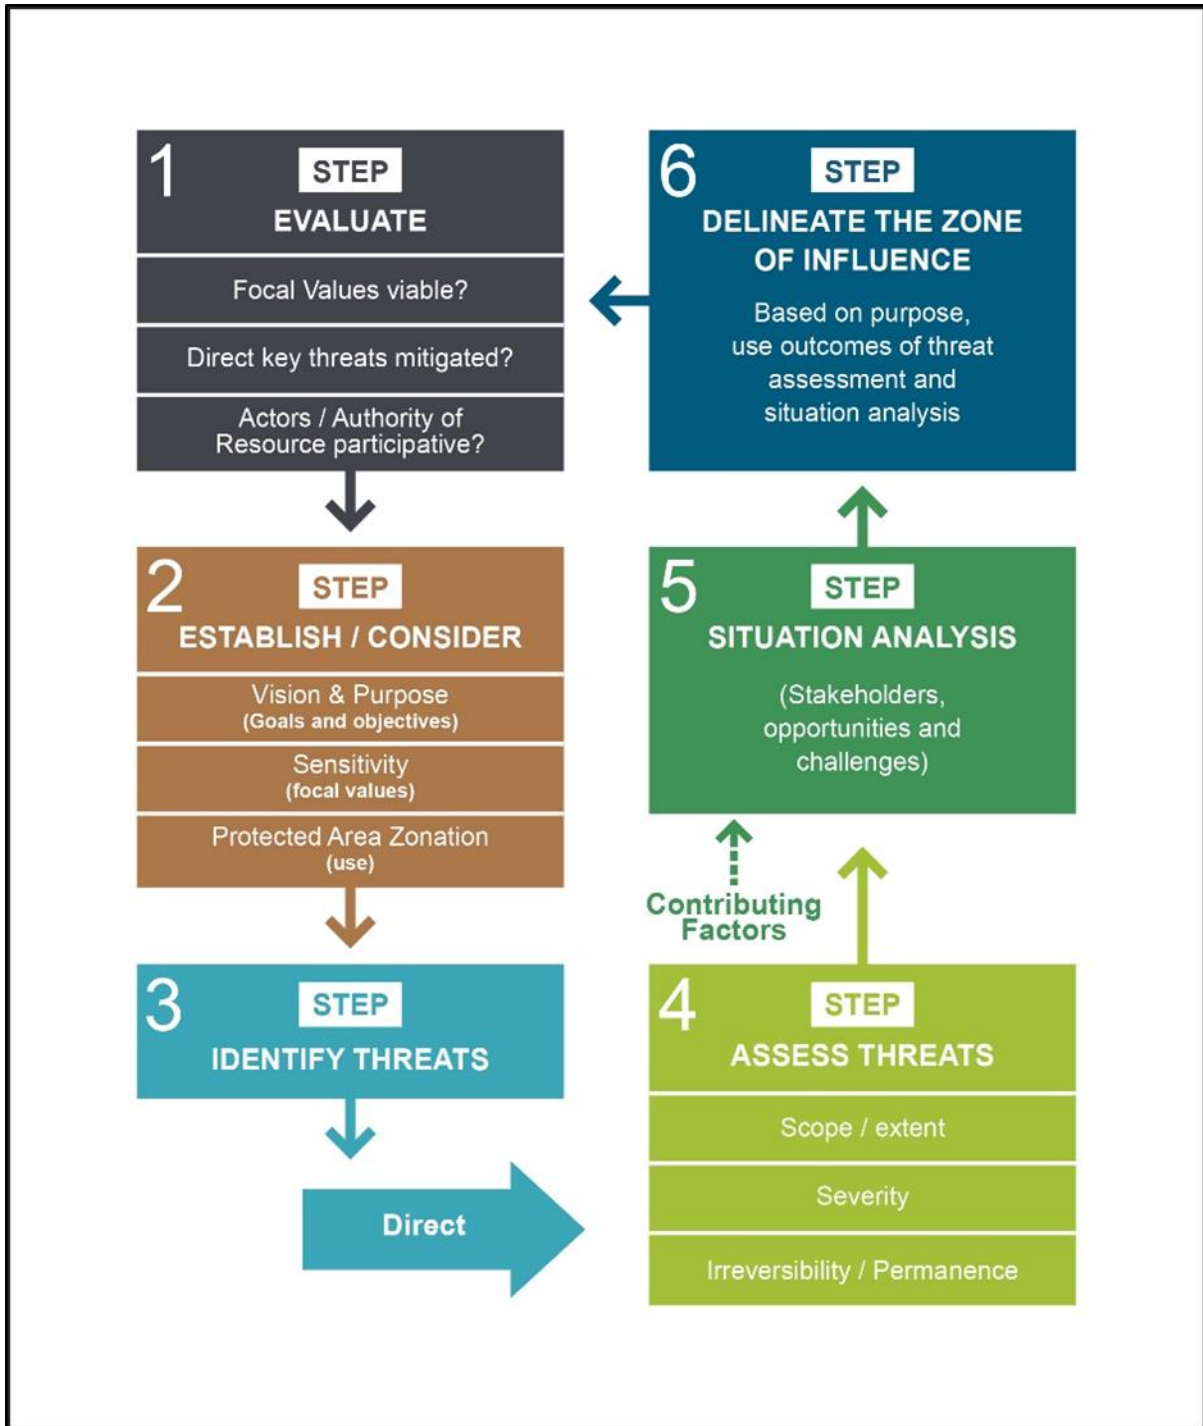 1
STEP
EVALUATE
Focal Values viable?
Direct key threats mitigated?
Actors / Authority of
Resource participative?
2
STEP
ESTABLISH / CONSIDER
Vision & Purpose
(Goals and objectives)
Sensitivity
(focal values)
Protected Area Zonation
(use)
3
STEP
IDENTIFY THREATS
Direct
4
STEP
ASSESS THREATS
Scope / extent
Severity
Irreversibility / Permanence
Contributing
Factors
5
STEP
SITUATION ANALYSIS
(Stakeholders,
opportunities and
challenges)
6
STEP
DELINEATE THE ZONE
OF INFLUENCE
Based on purpose,
use outcomes of threat
assessment and
situation analysis